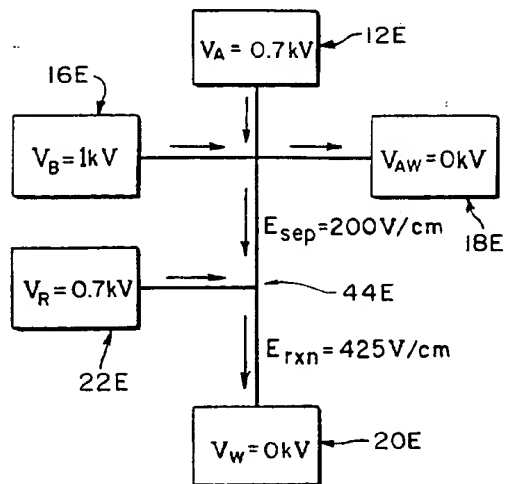 V_A = 0.7kV
12E
16E
V_B = 1kV
V_AW = 0kV
18E
E_sep = 200V/cm
V_R = 0.7kV
44E
22E
E_rxn = 425V/cm
V_W = 0kV
20E